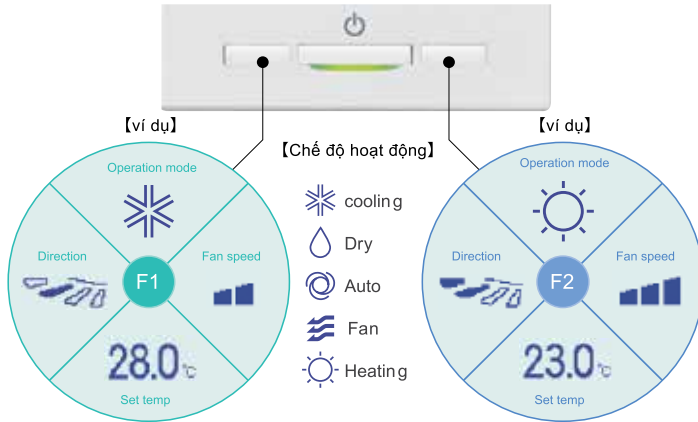 【ví dụ】
【Chế độ hoạt động】
【ví dụ】
Operation mode
Direction
Fan speed
F1
28.0℃
Set temp
cooling
Dry
Auto
Fan
Heating
Operation mode
Direction
Fan speed
F2
23.0℃
Set temp